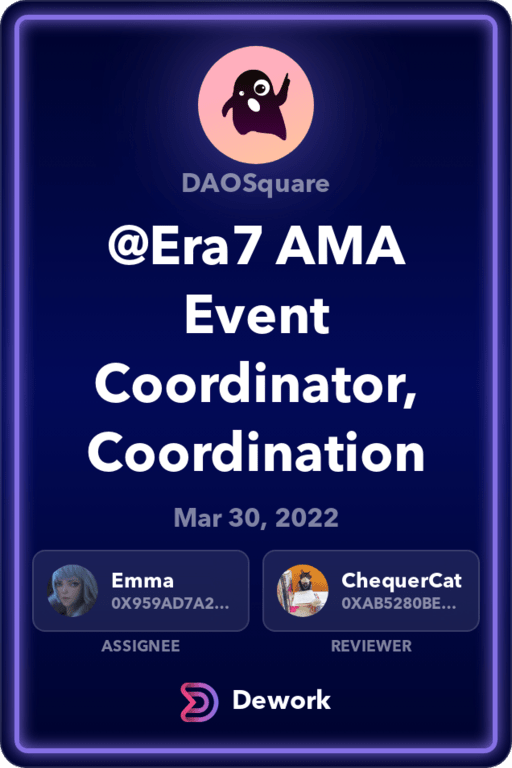 DAOSquare
@Era7 AMA
Event
Coordinator,
Coordination
Mar 30, 2022
Emma
0X959AD7A2...
ASSIGNEE
ChequerCat
0XAB5280BE...
REVIEWER
Dework